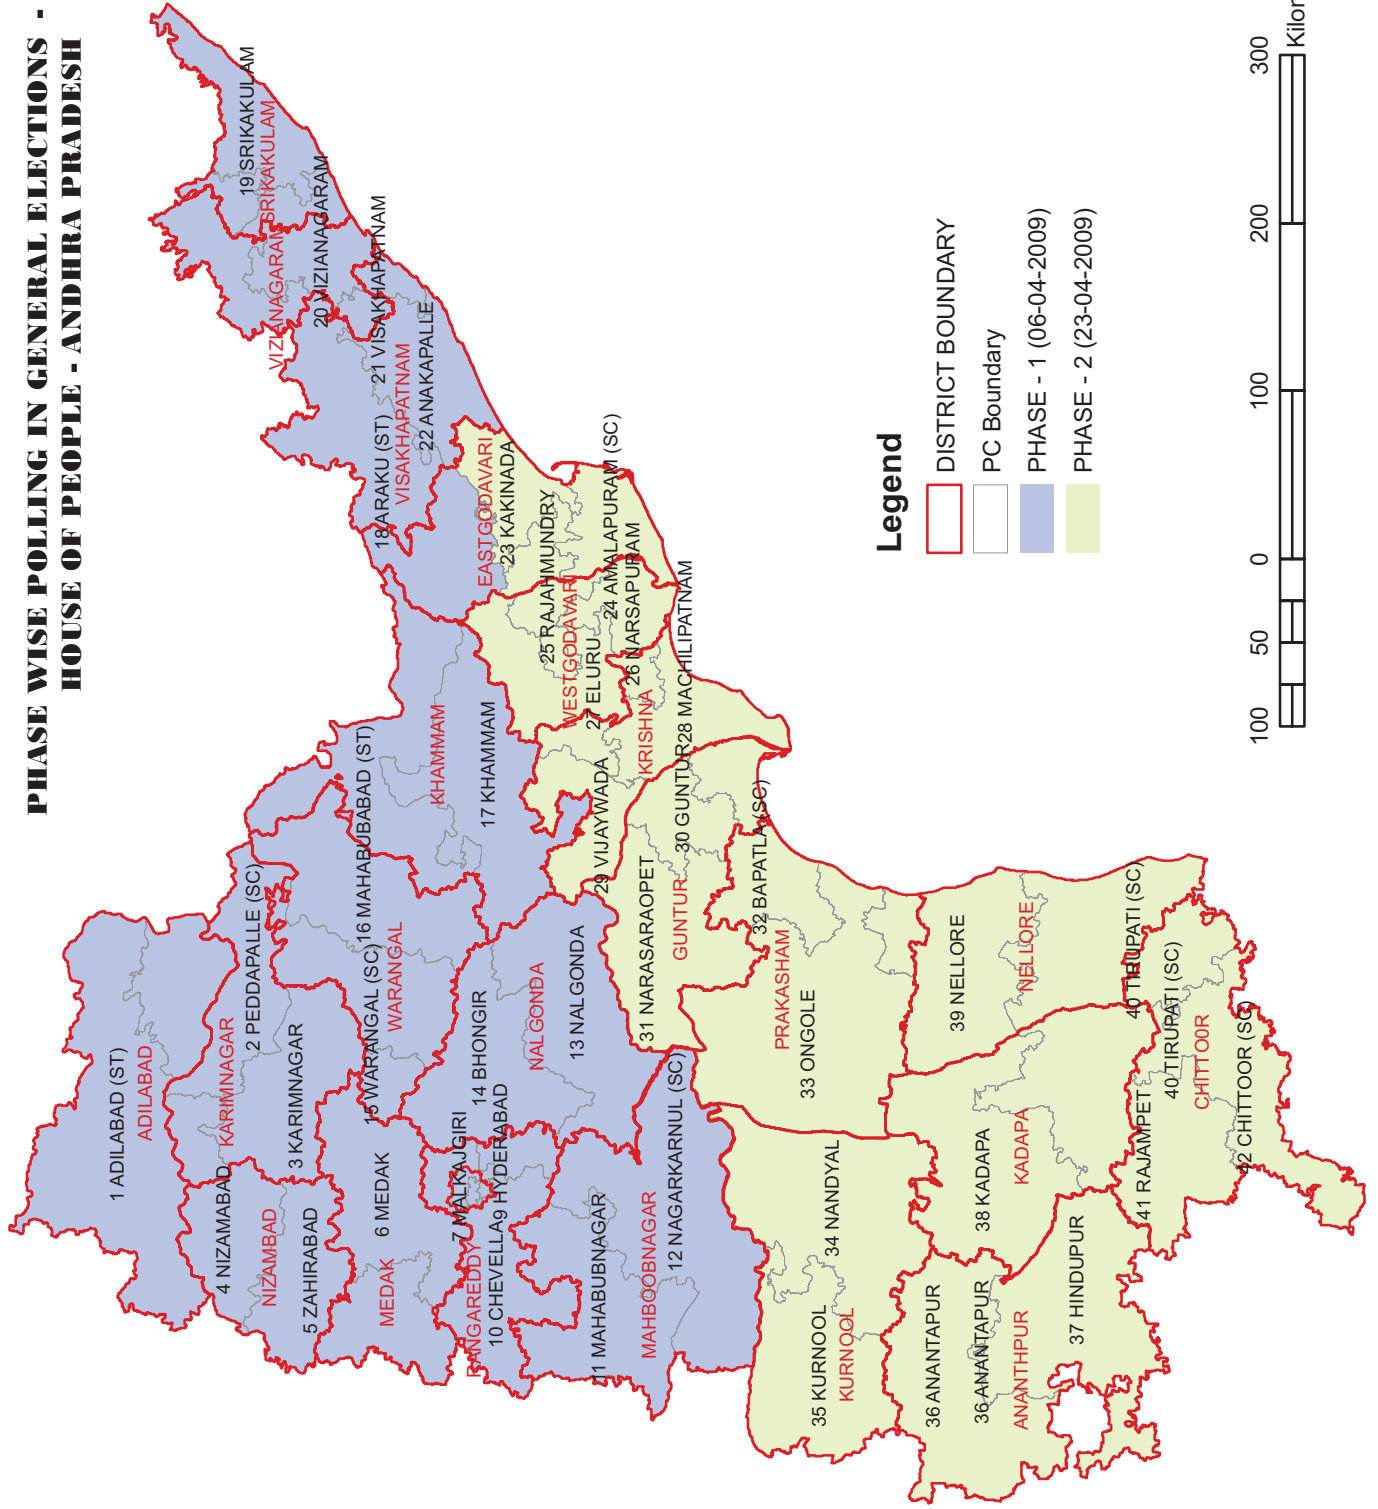 PHASE WISE POLLING IN GENERAL ELECTIONS -
HOUSE OF PEOPLE - ANDHRA PRADESH
1 ADILABAD (ST)
ADILABAD
2 PEDDAPALLE (SC)
KARIMNAGAR
3 KARIMNAGAR
4 NIZAMABAD
NIZAMBAD
5 ZAHIRABAD
6 MEDAK
MEDAK
15 WARANGAL (SC)
WARANGAL
16 MAHABUBABAD (ST)
KHAMMAM
17 KHAMMAM
7 MALKAJGIRI
RANGAREDDY
10 CHEVELLA
9 HYDERABAD
14 BHONGIR
NALGONDA
13 NALGONDA
11 MAHABUBNAGAR
MAHBOOBNAGAR
12 NAGARKARNUL (SC)
19 SRIKAKULAM
SRIKAKULAM
VIZIANAGARAM
20 VIZIANAGARAM
21 VISAKHAPATNAM
18 ARAKU (ST)
VISAKHAPATNAM
22 ANAKAPALLE
EASTGODAVARI
23 KAKINADA
25 RAJAHMUNDRY
WESTGODAVARI
24 AMALAPURAM (SC)
27 ELURU
26 NARSAPURAM
KRISHNA
28 MACHILIPATNAM
29 VIJAYWADA
30 GUNTUR
31 NARASARAOPET
GUNTUR
32 BAPATLA (SC)
PRAKASHAM
33 ONGOLE
34 NANDYAL
35 KURNOOL
KURNOOL
39 NELLORE
NELLORE
36 ANANTAPUR
36 ANANTAPUR
ANANTHPUR
38 KADAPA
KADAPA
37 HINDUPUR
40 TIRUPATI (SC)
41 RAJAMPET
40 TIRUPATI (SC)
CHITTO0R
42 CHITTOOR (SC)
Legend
DISTRICT BOUNDARY
PC Boundary
PHASE - 1 (06-04-2009)
PHASE - 2 (23-04-2009)
100 50 0 100 200 300
Kilon